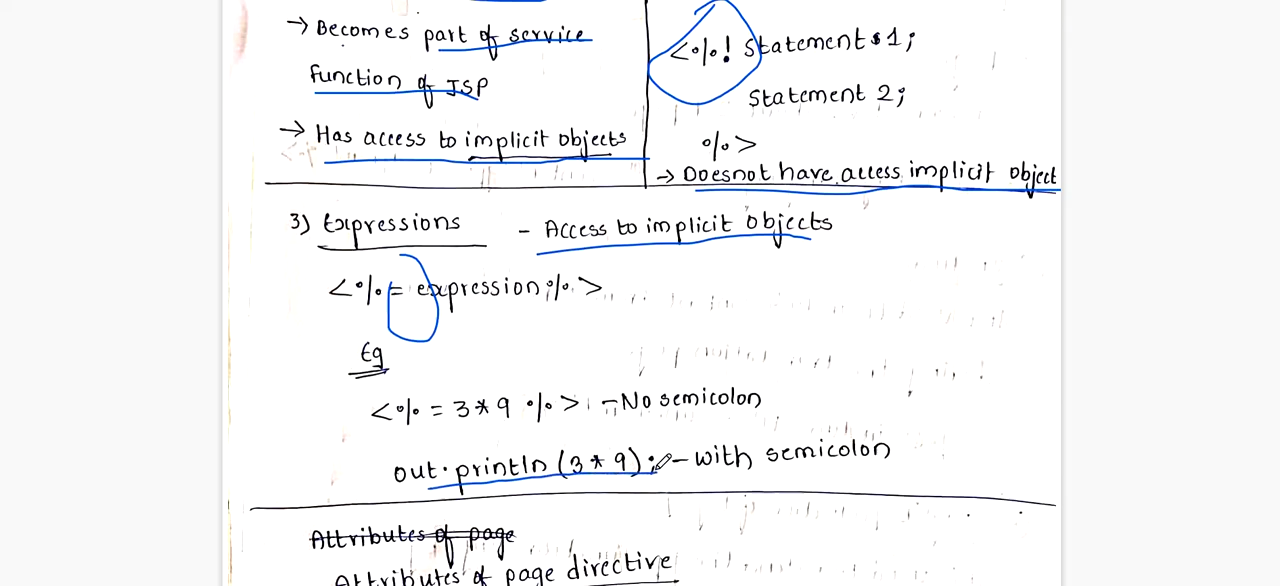 → Becomes part of service
function of JSP
→ Has access to implicit objects
<%! Statements 1;
Statement 2;
%>
→ Doesnot have access implicit object
3) Expressions - Access to implicit objects
<%= expression %>
Eg
<% = 3*9 %> - No semicolon
out.println (3 * 9); - with semicolon
Attributes of page
Attributes of page directive